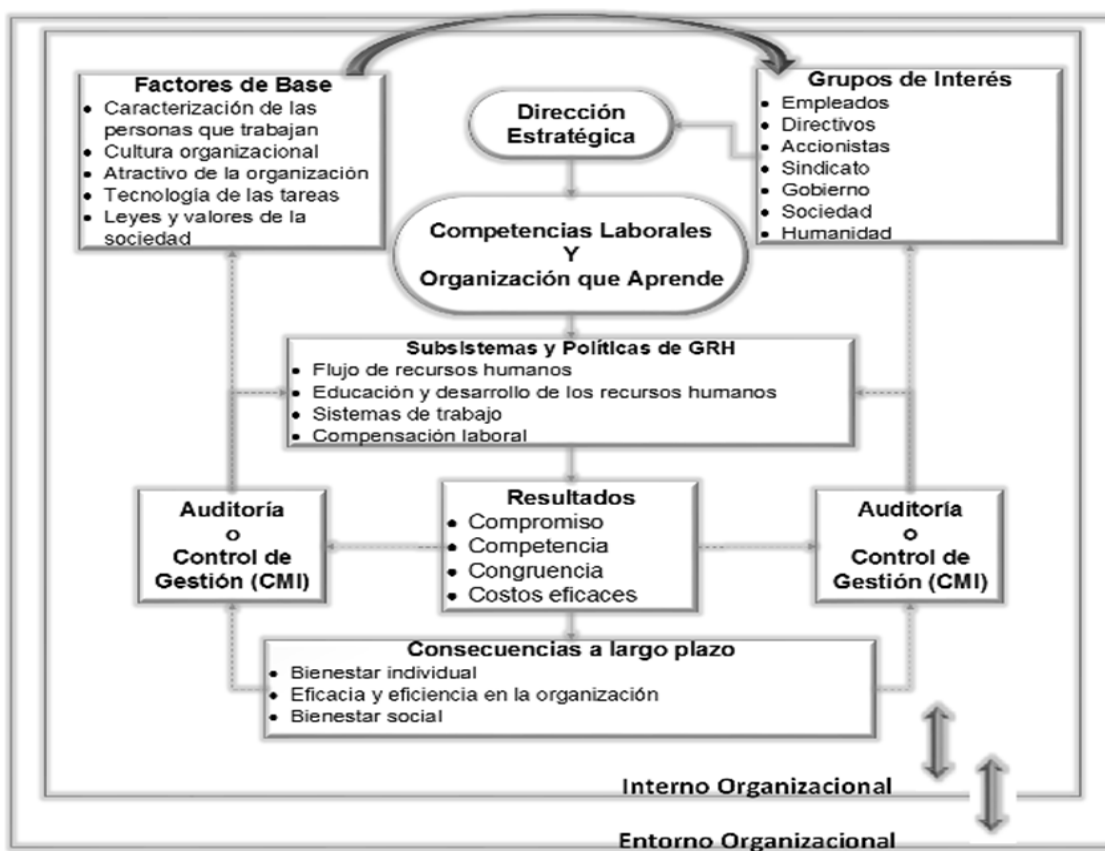 Factores de Base
• Caracterización de las
personas que trabajan
• Cultura organizacional
• Atractivo de la organización
• Tecnología de las tareas
• Leyes y valores de la
sociedad
Dirección
Estratégica
Grupos de Interés
• Empleados
• Directivos
• Accionistas
• Sindicato
• Gobierno
• Sociedad
• Humanidad
Competencias Laborales
Y
Organización que Aprende
Subsistemas y Políticas de GRH
• Flujo de recursos humanos
• Educación y desarrollo de los recursos humanos
• Sistemas de trabajo
• Compensación laboral
Auditoría
o
Control de
Gestión (CMI)
Resultados
• Compromiso
• Competencia
• Congruencia
• Costos eficaces
Auditoría
o
Control de
Gestión (CMI)
Consecuencias a largo plazo
• Bienestar individual
• Eficacia y eficiencia en la organización
• Bienestar social
Interno Organizacional
Entorno Organizacional